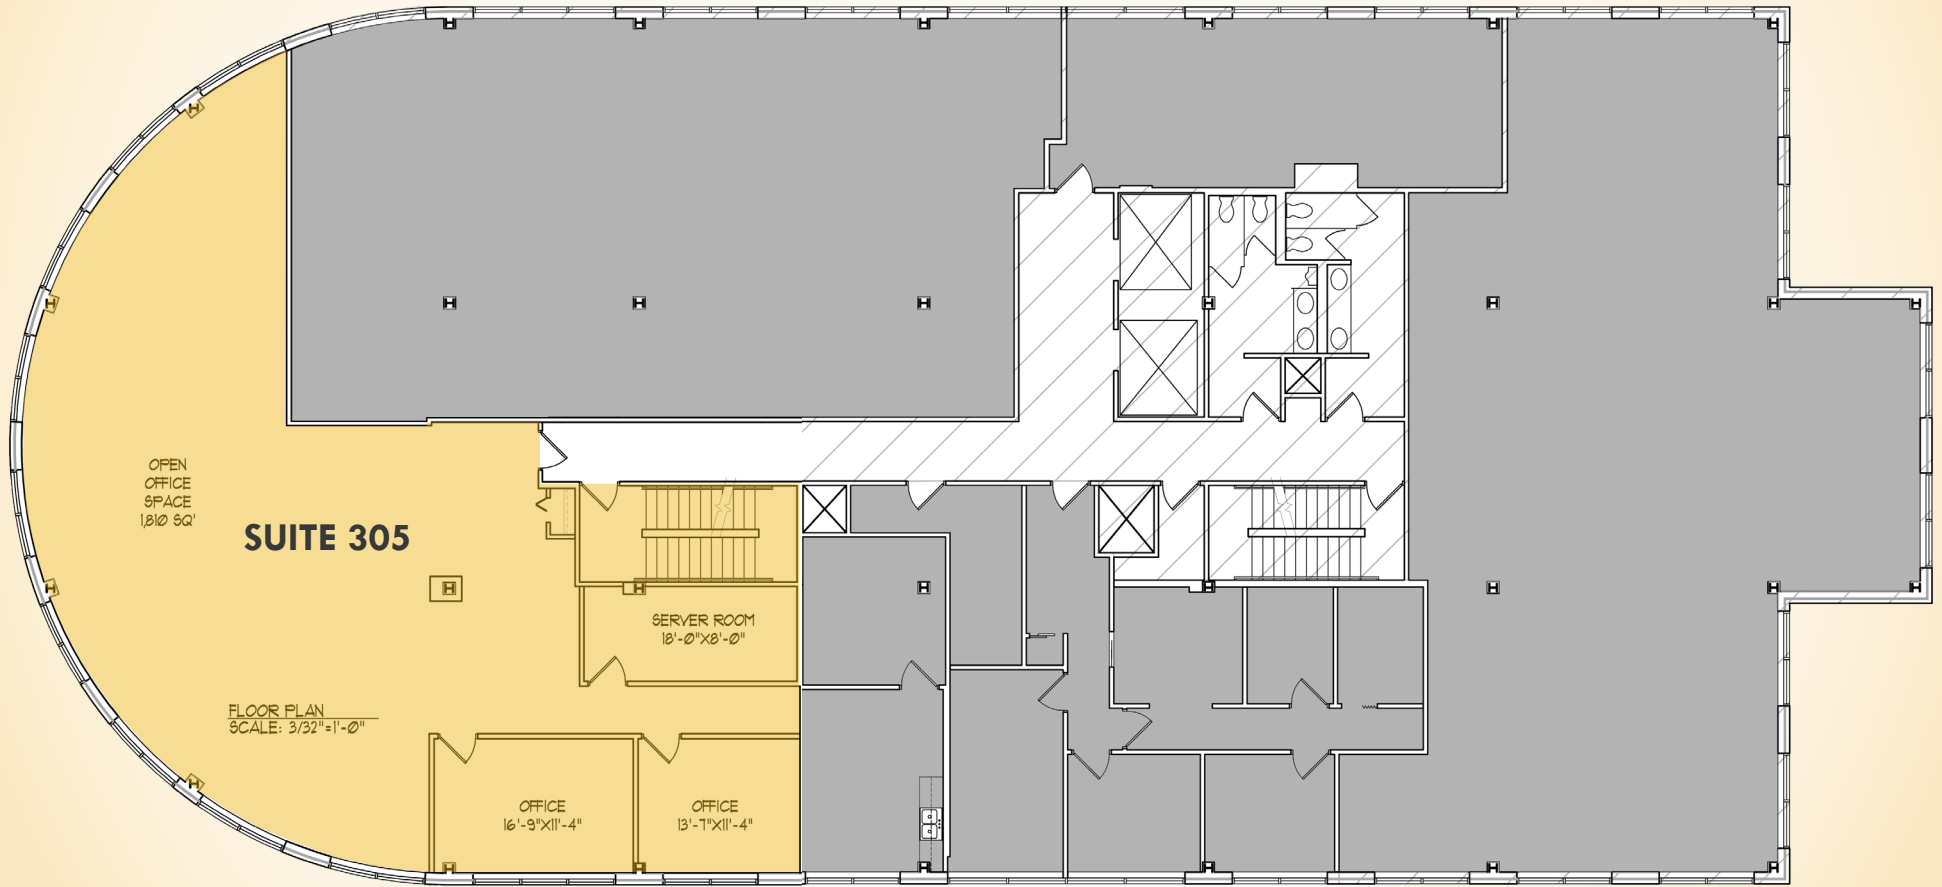 OPEN
OFFICE
SPACE
1,810 SQ'
SUITE 305
SERVER ROOM
18'-0"X8'-0"
FLOOR PLAN
SCALE: 3/32"=1'-0"
OFFICE
16'-9"X11'-4"
OFFICE
13'-7"X11'-4"